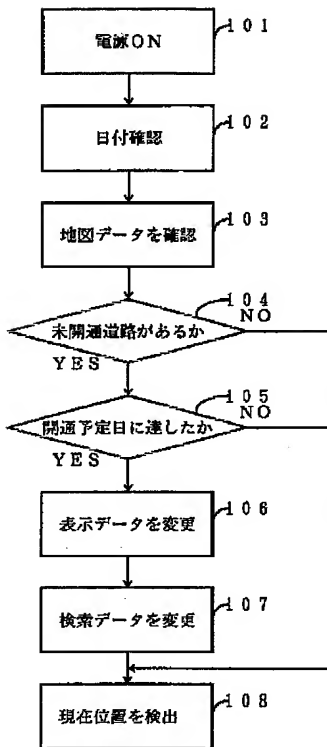 電源ON
101
日付確認
102
地図データを確認
103
未開通道路があるか
104
NO
YES
開通予定日に達したか
105
NO
YES
表示データを変更
106
検索データを変更
107
現在位置を検出
108